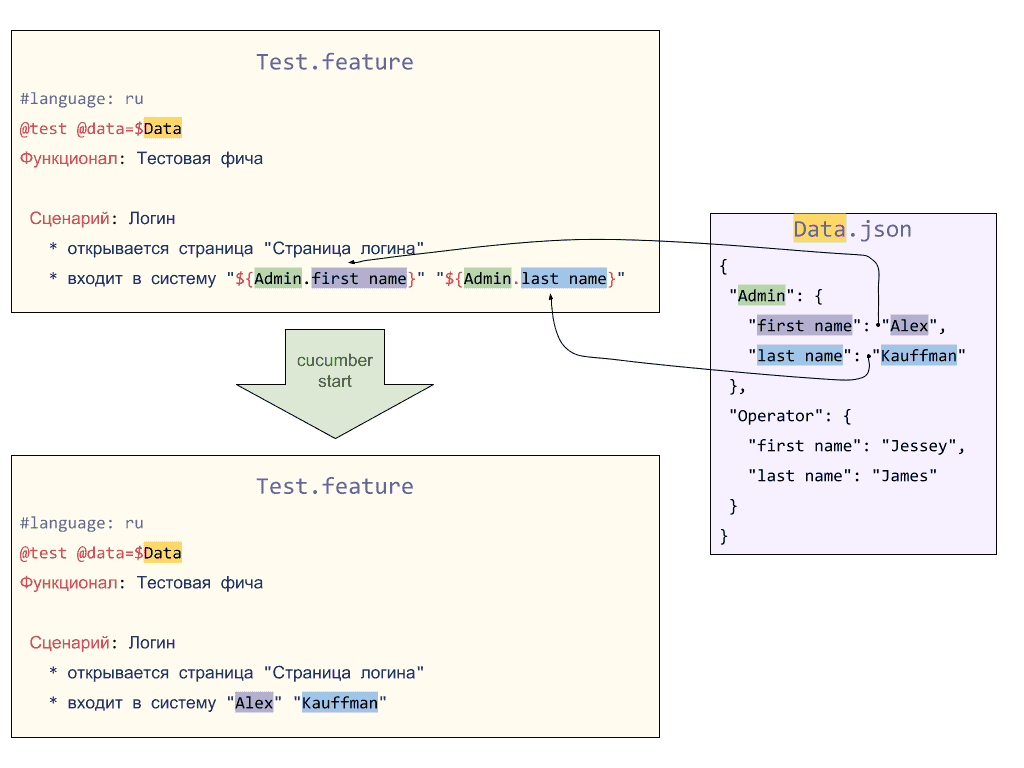 Test.feature
#language: ru
@test @data=$Data
Функционал: Тестовая фича
Сценарий: Логин
* открывается страница "Страница логина"
* входит в систему "${Admin.first name}" "${Admin.last name}"
cucumber
start
Data.json
{
"Admin": {
"first name": "Alex",
"last name": "Kauffman"
},
"Operator": {
"first name": "Jessey",
"last name": "James"
}
}
Test.feature
#language: ru
@test @data=$Data
Функционал: Тестовая фича
Сценарий: Логин
* открывается страница "Страница логина"
* входит в систему "Alex" "Kauffman"